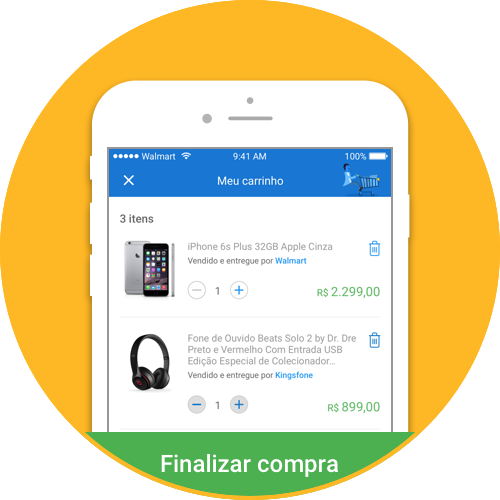 Walmart 9:41 AM 100%
Meu carrinho
3 itens
iPhone 6s Plus 32GB Apple Cinza
Vendido e entregue por Walmart
1 R$ 2.299,00
Fone de Ouvido Beats Solo 2 by Dr. Dre
Preto e Vermelho Com Entrada USB
Edição Especial de Colecionador...
Vendido e entregue por Kingsfone
1 R$ 899,00
Finalizar compra